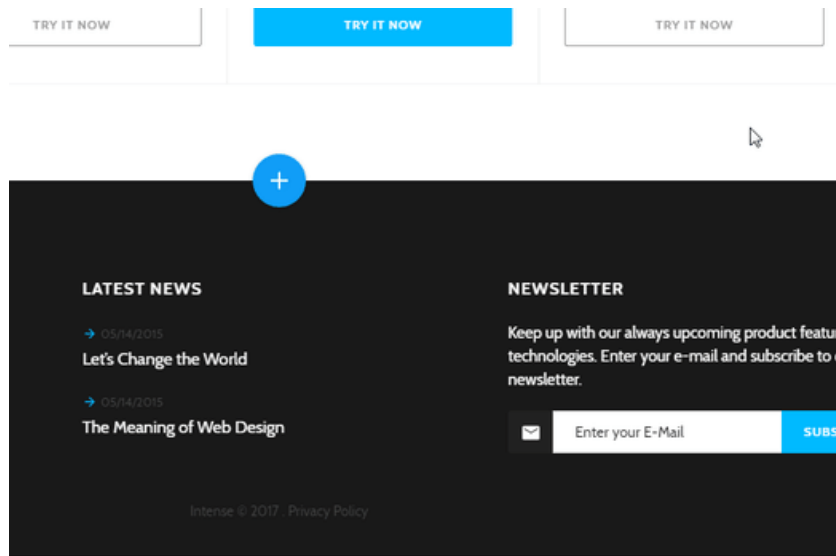 TRY IT NOW
TRY IT NOW
TRY IT NOW
LATEST NEWS
05/14/2015
Let's Change the World
05/14/2015
The Meaning of Web Design
NEWSLETTER
Keep up with our always upcoming product
technologies. Enter your e-mail and subscribe to
newsletter.
Enter your E-Mail
Intense © 2017 . Privacy Policy